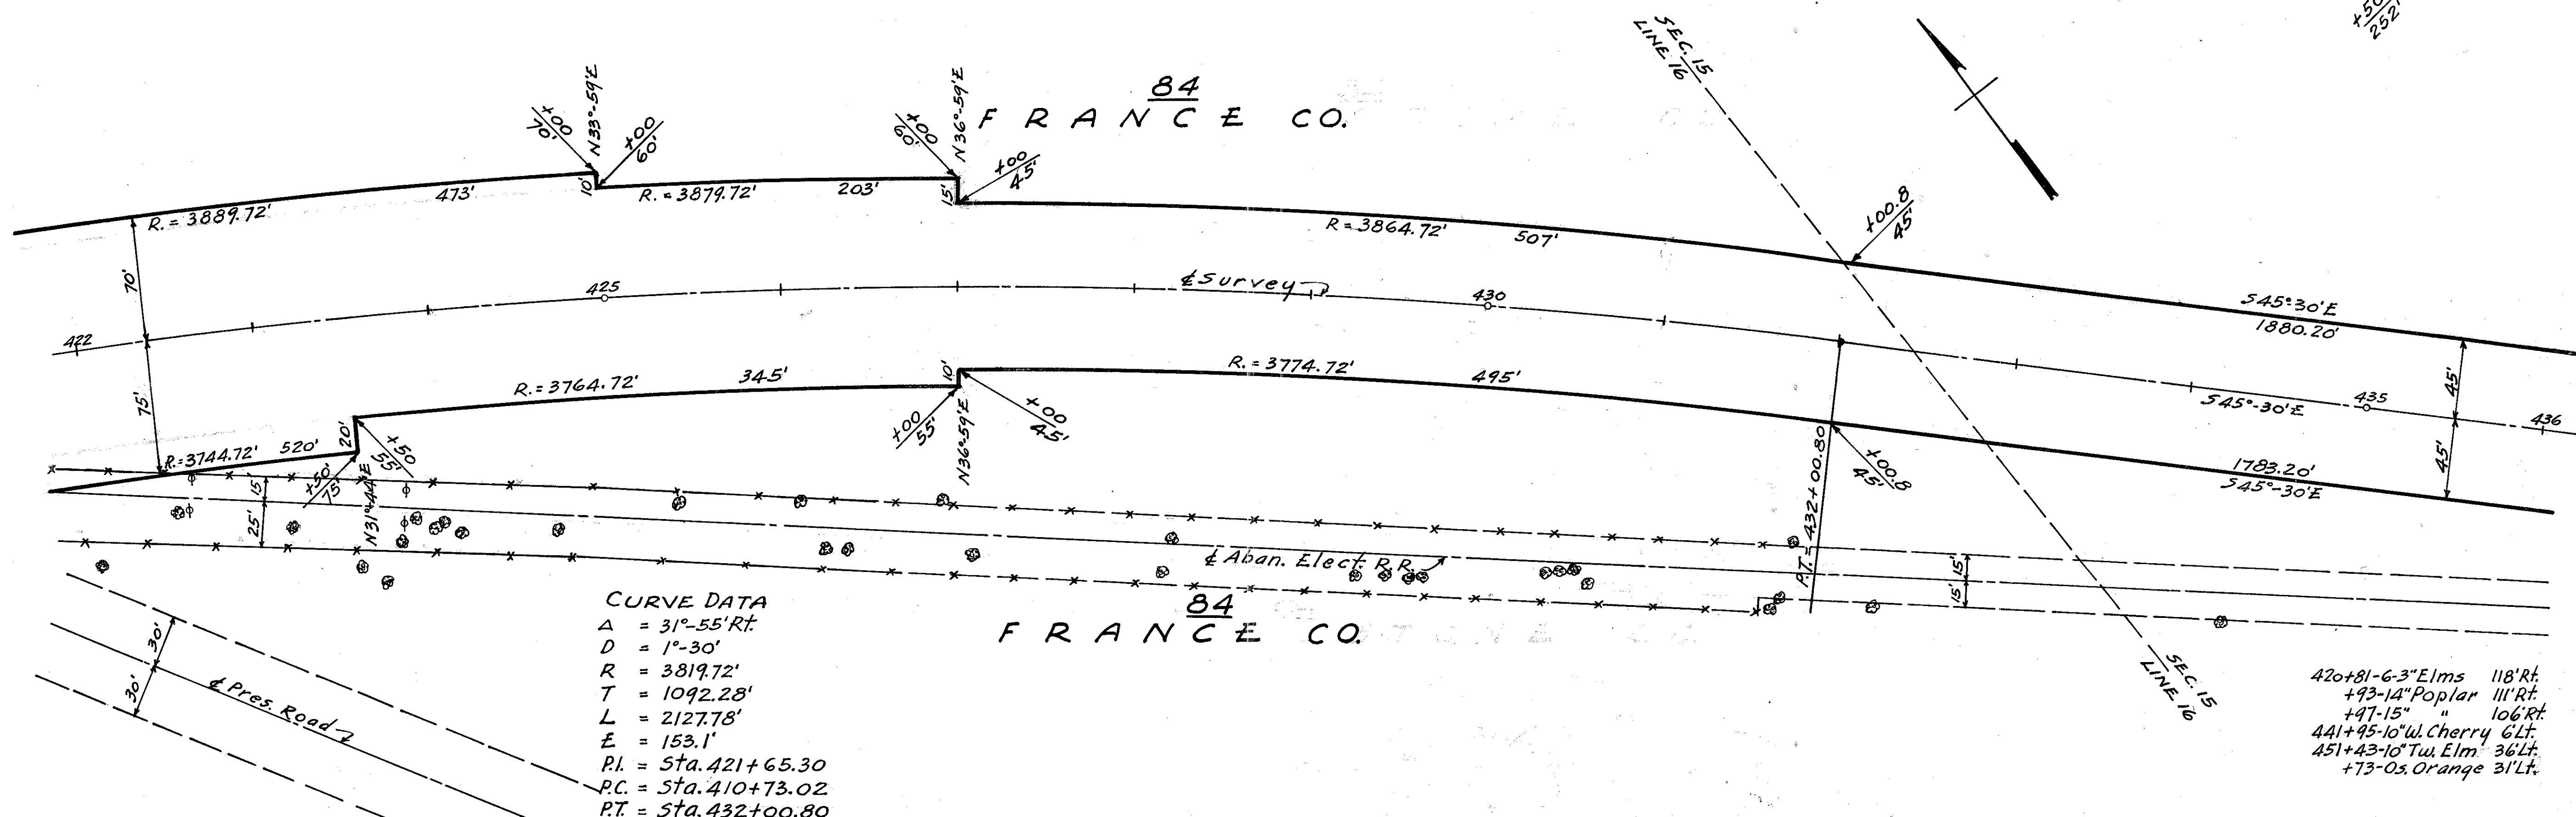 +50
252'
SEC. 15
LINE 16
84
FRANCE CO.
N33°-59'E
N36°-59'E
+00
70'
+00
60'
+00
60'
+00
45'
+00.8
45'
R. = 3889.72'
473'
10'
R. = 3879.72'
203'
15'
R = 3864.72'
507'
70'
75'
422
425
℄ Survey
430
435
436
S45°-30'E
1880.20'
S45°-30'E
45'
45'
R. = 3744.72'
520'
20'
R. = 3764.72'
345'
10'
R. = 3774.72'
495'
+50
55'
+50'
75'
N31°-44'E
+00
55'
N36°-59'E
+00
45'
P.T. = 432+00.80
+00.8
45'
1783.20'
S45°-30'E
15'
25'
℄ Aban. Elect. R.R.
15'
15'
84
FRANCE CO.
SEC. 15
LINE 16
30'
30'
℄ Pres. Road
CURVE DATA
Δ = 31°-55' Rt.
D = 1°-30'
R = 3819.72'
T = 1092.28'
L = 2127.78'
E = 153.1'
P.I. = Sta. 421+65.30
P.C. = Sta. 410+73.02
P.T. = Sta. 432+00.80
420+81-6-3" Elms 118' Rt.
+93-14" Poplar 111' Rt.
+97-15" " 106' Rt.
441+95-10" W. Cherry 6' Lt.
451+43-10" Tw. Elm 36' Lt.
+73-Os. Orange 31' Lt.